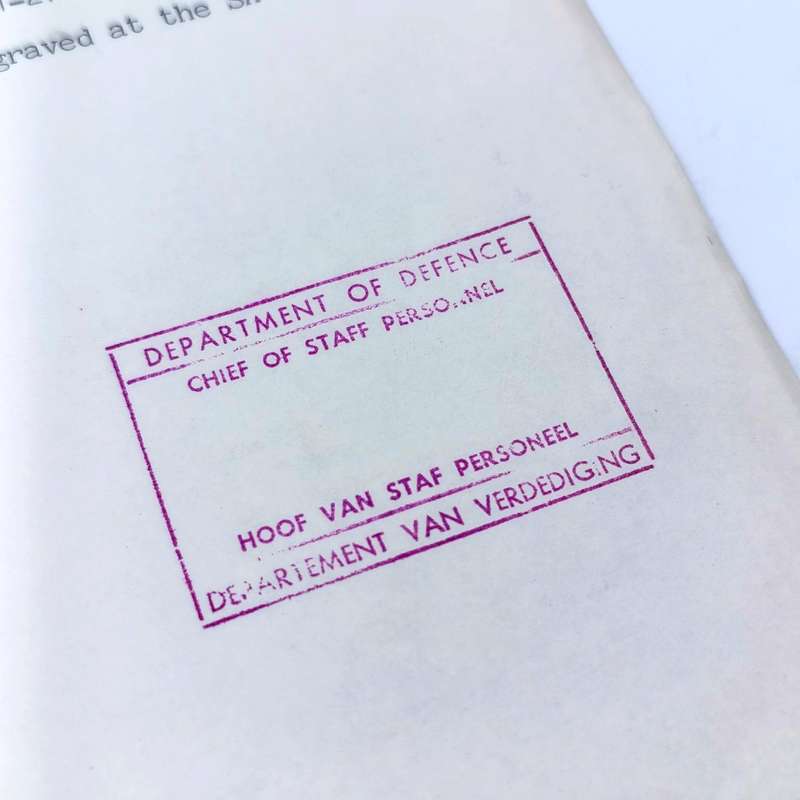 graved at the
DEPARTMENT OF DEFENCE
CHIEF OF STAFF PERSONNEL
HOOF VAN STAF PERSONEEL
DEPARTEMENT VAN VERDEDIGING